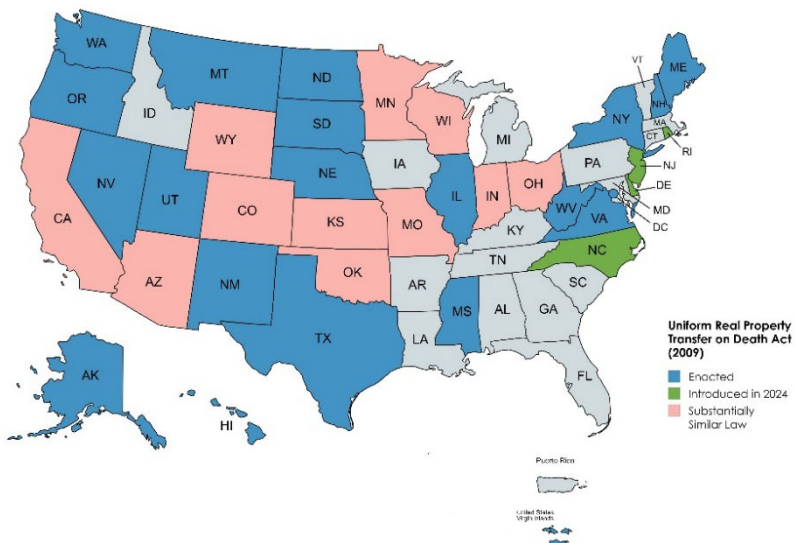 WA
MT
ND
MN
VT
ME
OR
ID
SD
WI
NY
NH
MA
CT
RI
WY
MI
NJ
IA
PA
NE
DE
NV
IL
IN
OH
MD
UT
DC
CA
CO
WV
VA
KS
MO
KY
NC
TN
AZ
OK
NM
AR
SC
MS
AL
GA
TX
LA
FL
AK
HI
Uniform Real Property
Transfer on Death Act
(2009)
Enacted
Introduced in 2024
Substantially
Similar Law
Puerto Rico
United States
Virgin Islands